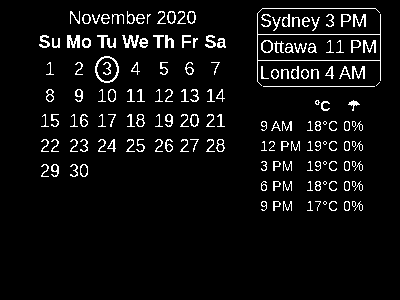 November 2020
Su Mo Tu We Th Fr Sa
1 2 3 4 5 6 7
8 9 10 11 12 13 14
15 16 17 18 19 20 21
22 23 24 25 26 27 28
29 30
Sydney 3 PM
Ottawa 11 PM
London 4 AM
°C ☂
9 AM 18°C 0%
12 PM 19°C 0%
3 PM 19°C 0%
6 PM 18°C 0%
9 PM 17°C 0%